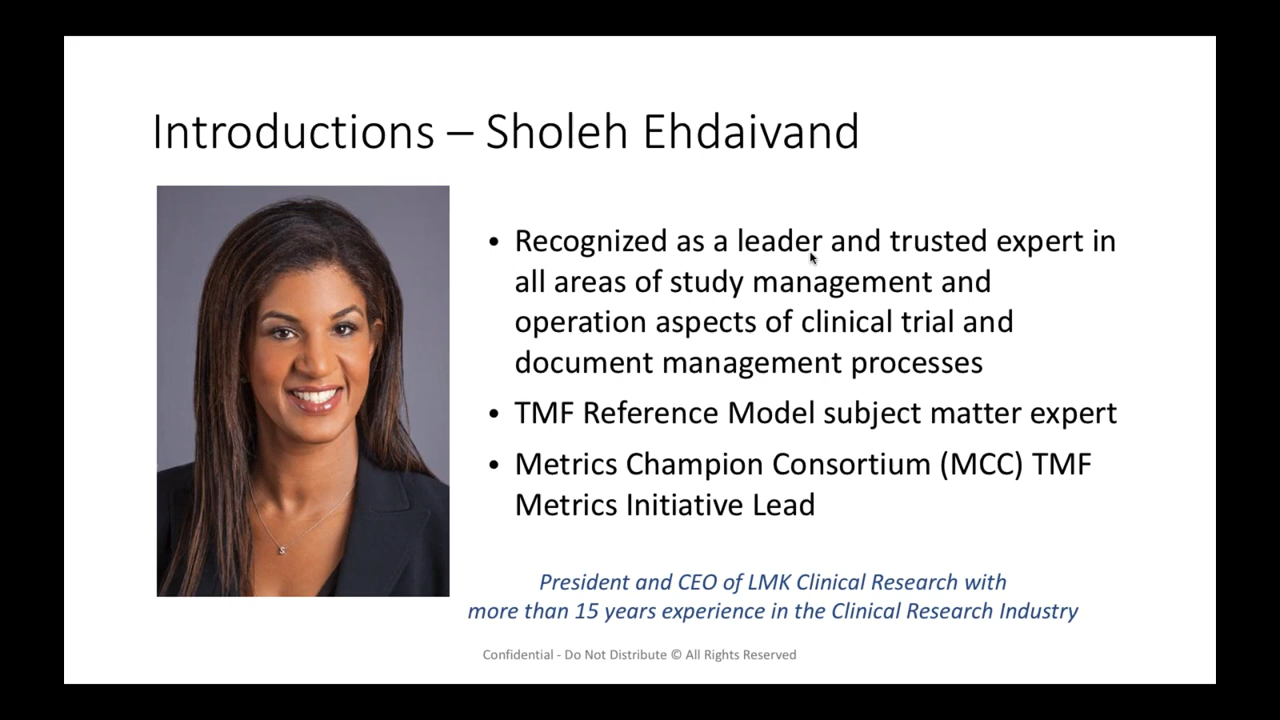 Introductions – Sholeh Ehdaivand
• Recognized as a leader and trusted expert in
all areas of study management and
operation aspects of clinical trial and
document management processes
• TMF Reference Model subject matter expert
• Metrics Champion Consortium (MCC) TMF
Metrics Initiative Lead
President and CEO of LMK Clinical Research with
more than 15 years experience in the Clinical Research Industry
Confidential - Do Not Distribute © All Rights Reserved